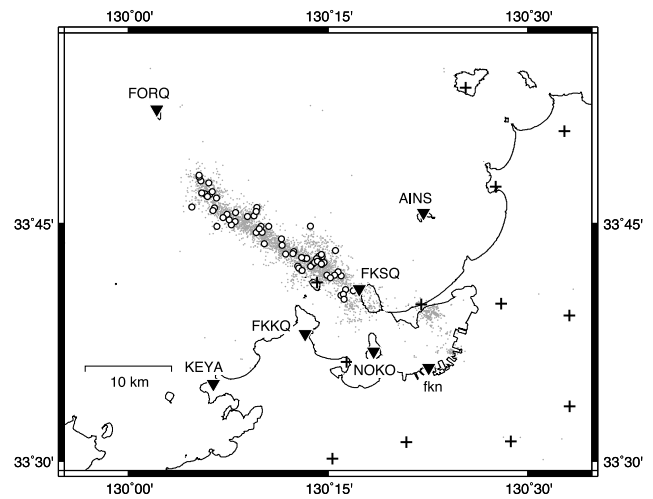 130˚00' 130˚15' 130˚30'
FORQ
AINS
33˚45' 33˚45'
FKSQ
FKKQ
KEYA NOKO
10 km fkn
33˚30' 33˚30'
130˚00' 130˚15' 130˚30'